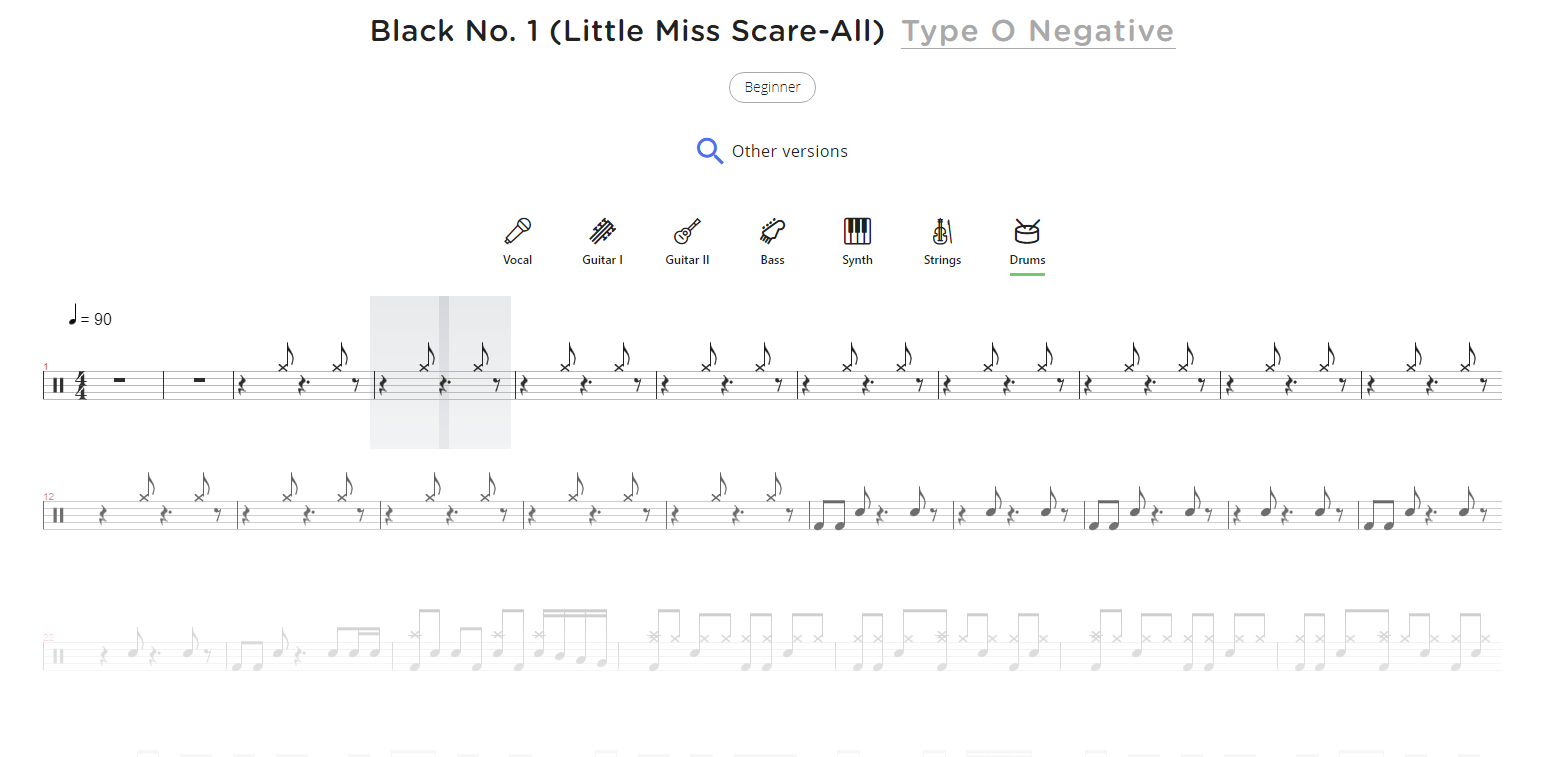 Black No. 1 (Little Miss Scare-All) Type O Negative
Beginner
Other versions
Vocal Guitar I Guitar II Bass Synth Strings Drums
= 90
1
4
4
12
22